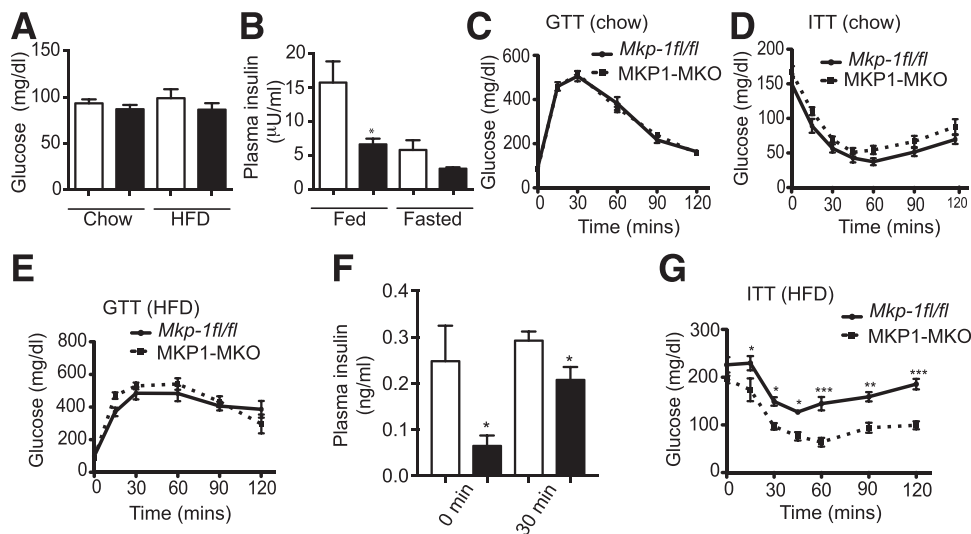 A
Glucose (mg/dl)
150
100
50
0
Chow
HFD
B
Plasma insulin
(µU/ml)
20
15
10
5
0
*
Fed
Fasted
C
GTT (chow)
Mkp-1fl/fl
MKP1-MKO
Glucose (mg/dl)
600
400
200
0
0 30 60 90 120
Time (mins)
D
ITT (chow)
Mkp-1fl/fl
MKP1-MKO
Glucose (mg/dl)
200
150
100
50
0
0 30 60 90 120
Time (mins)
E
GTT (HFD)
Mkp-1fl/fl
MKP1-MKO
Glucose (mg/dl)
800
600
400
200
0
0 30 60 90 120
Time (mins)
F
Plasma insulin
(ng/ml)
0.4
0.3
0.2
0.1
0.0
*
*
0 min
30 min
G
ITT (HFD)
Mkp-1fl/fl
MKP1-MKO
Glucose (mg/dl)
300
200
100
0
* * * *** ** ***
0 30 60 90 120
Time (mins)